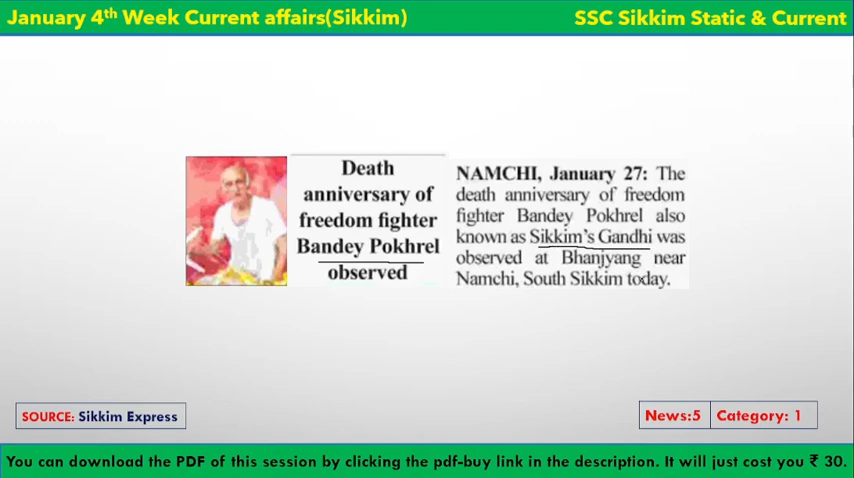 January 4th Week Current affairs(Sikkim)
SSC Sikkim Static & Current
Death
anniversary of
freedom fighter
Bandey Pokhrel
observed
NAMCHI, January 27: The
death anniversary of freedom
fighter Bandey Pokhrel also
known as Sikkim's Gandhi was
observed at Bhanjyang near
Namchi, South Sikkim today.
SOURCE: Sikkim Express
News:5
Category: 1
You can download the PDF of this session by clicking the pdf-buy link in the description. It will just cost you ₹ 30.